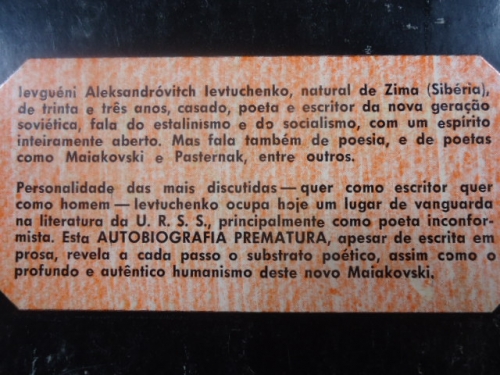 Ievguéni Aleksandróvitch Ievtuchenko, natural de Zima (Sibéria),
de trinta e três anos, casado, poeta e escritor da nova geração
soviética, fala do estalinismo e do socialismo, com um espírito
inteiramente aberto. Mas fala também de poesia, e de poetas
como Maiakovski e Pasternak, entre outros.
Personalidade das mais discutidas — quer como escritor quer
como homem — Ievtuchenko ocupa hoje um lugar de vanguarda
na literatura da U. R. S. S., principalmente como poeta inconfor-
mista. Esta AUTOBIOGRAFIA PREMATURA, apesar de escrita em
prosa, revela a cada passo o substrato poético, assim como o
profundo e autêntico humanismo deste novo Maiakovski.